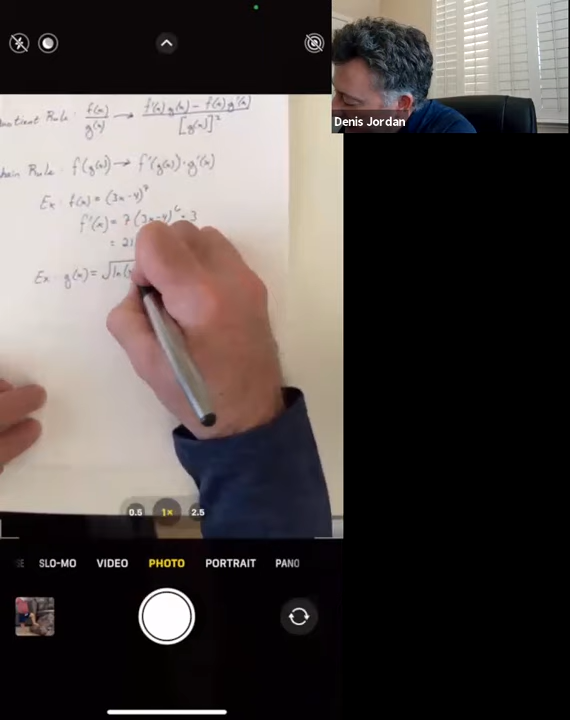 Denis Jordan
Quotient Rule: f(x)/g(x) → f'(x)g(x) - f(x)g'(x)/[g(x)]²
Chain Rule: f(g(x)) → f'(g(x))·g'(x)
Ex: f(x) = (3x-4)⁷
f'(x) = 7(3x-4)⁶·3
= 21
Ex g(x) = √ln(
0.5 1× 2.5
SLO-MO VIDEO PHOTO PORTRAIT PANO